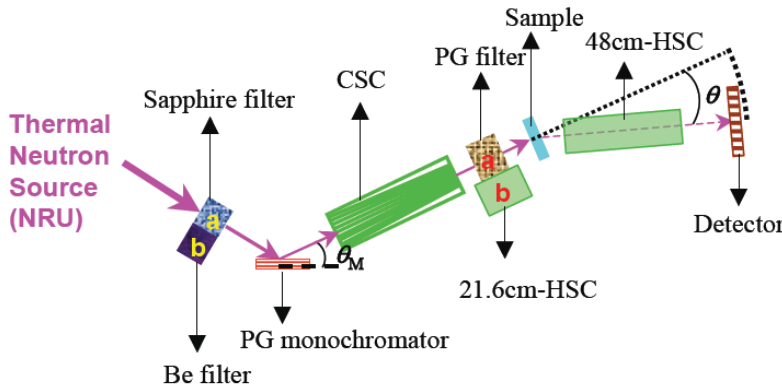 Sample
48cm-HSC
PG filter
CSC
Sapphire filter
Thermal
Neutron
Source
(NRU)
a
b
θM
a
b
θ
Detector
21.6cm-HSC
PG monochromator
Be filter